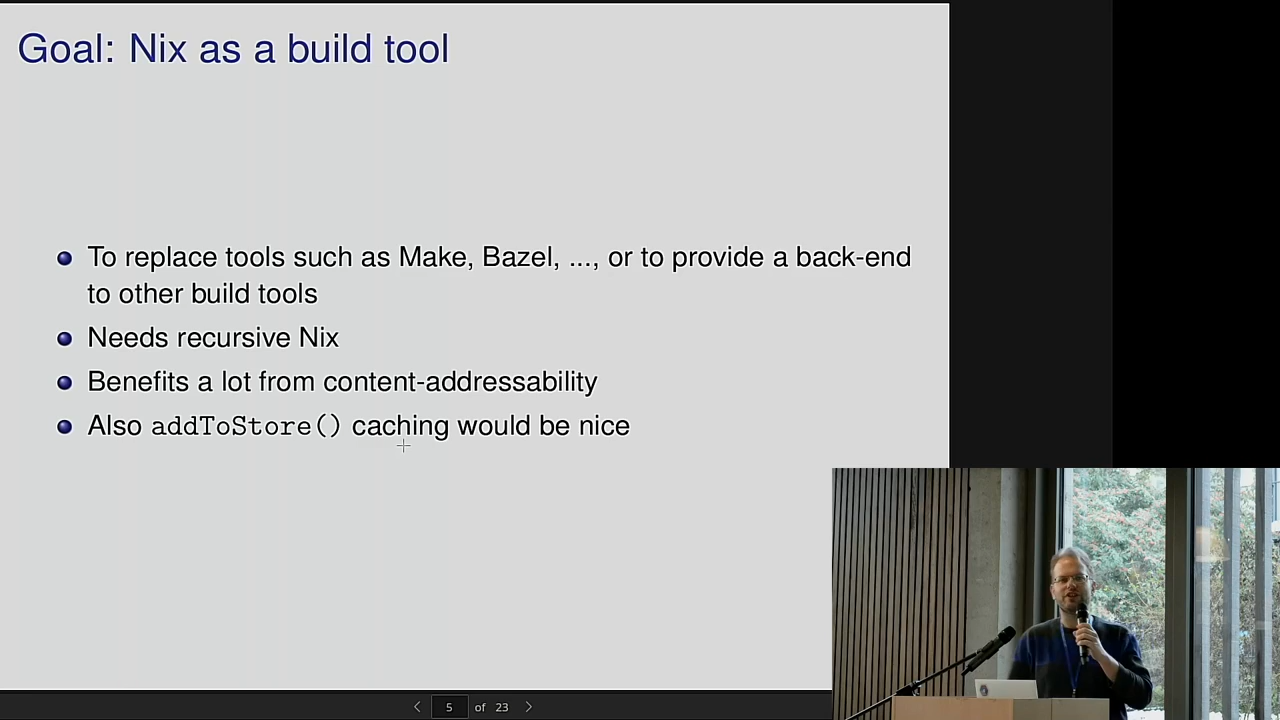 Goal: Nix as a build tool
To replace tools such as Make, Bazel, ..., or to provide a back-end
to other build tools
Needs recursive Nix
Benefits a lot from content-addressability
Also addToStore() caching would be nice
5 of 23